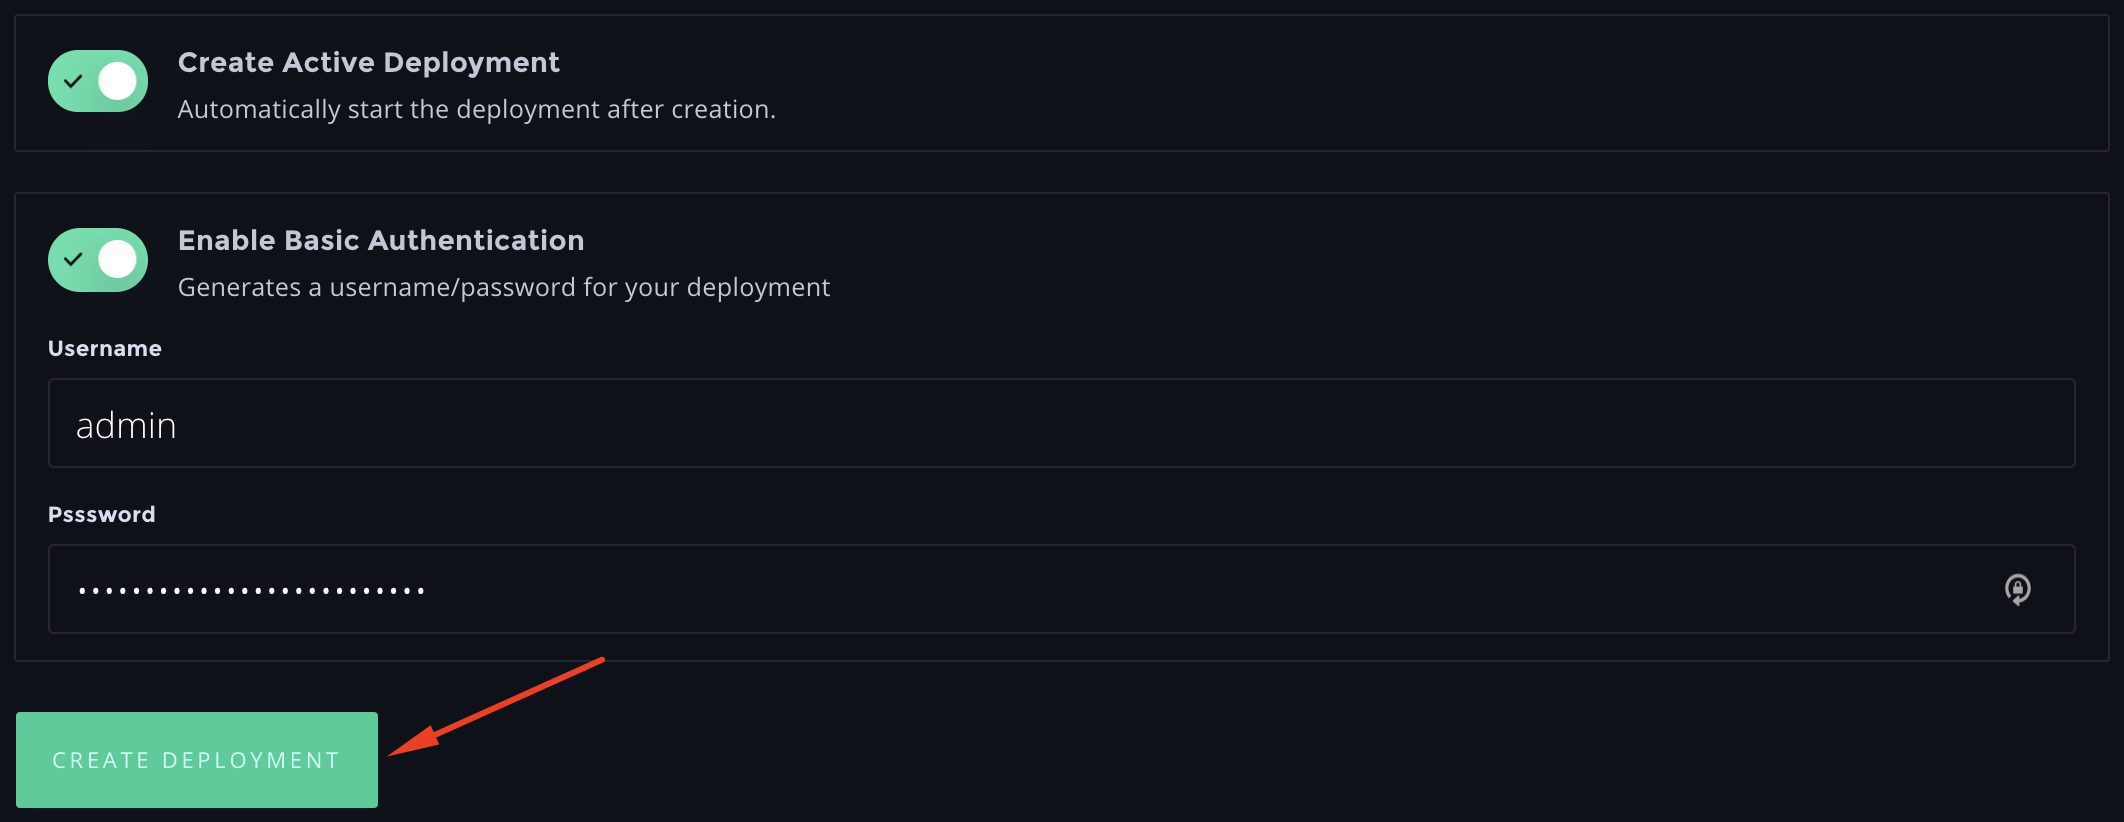 Create Active Deployment
Automatically start the deployment after creation.
Enable Basic Authentication
Generates a username/password for your deployment
Username
admin
Psssword
••••••••••••••••••••••••••
CREATE DEPLOYMENT